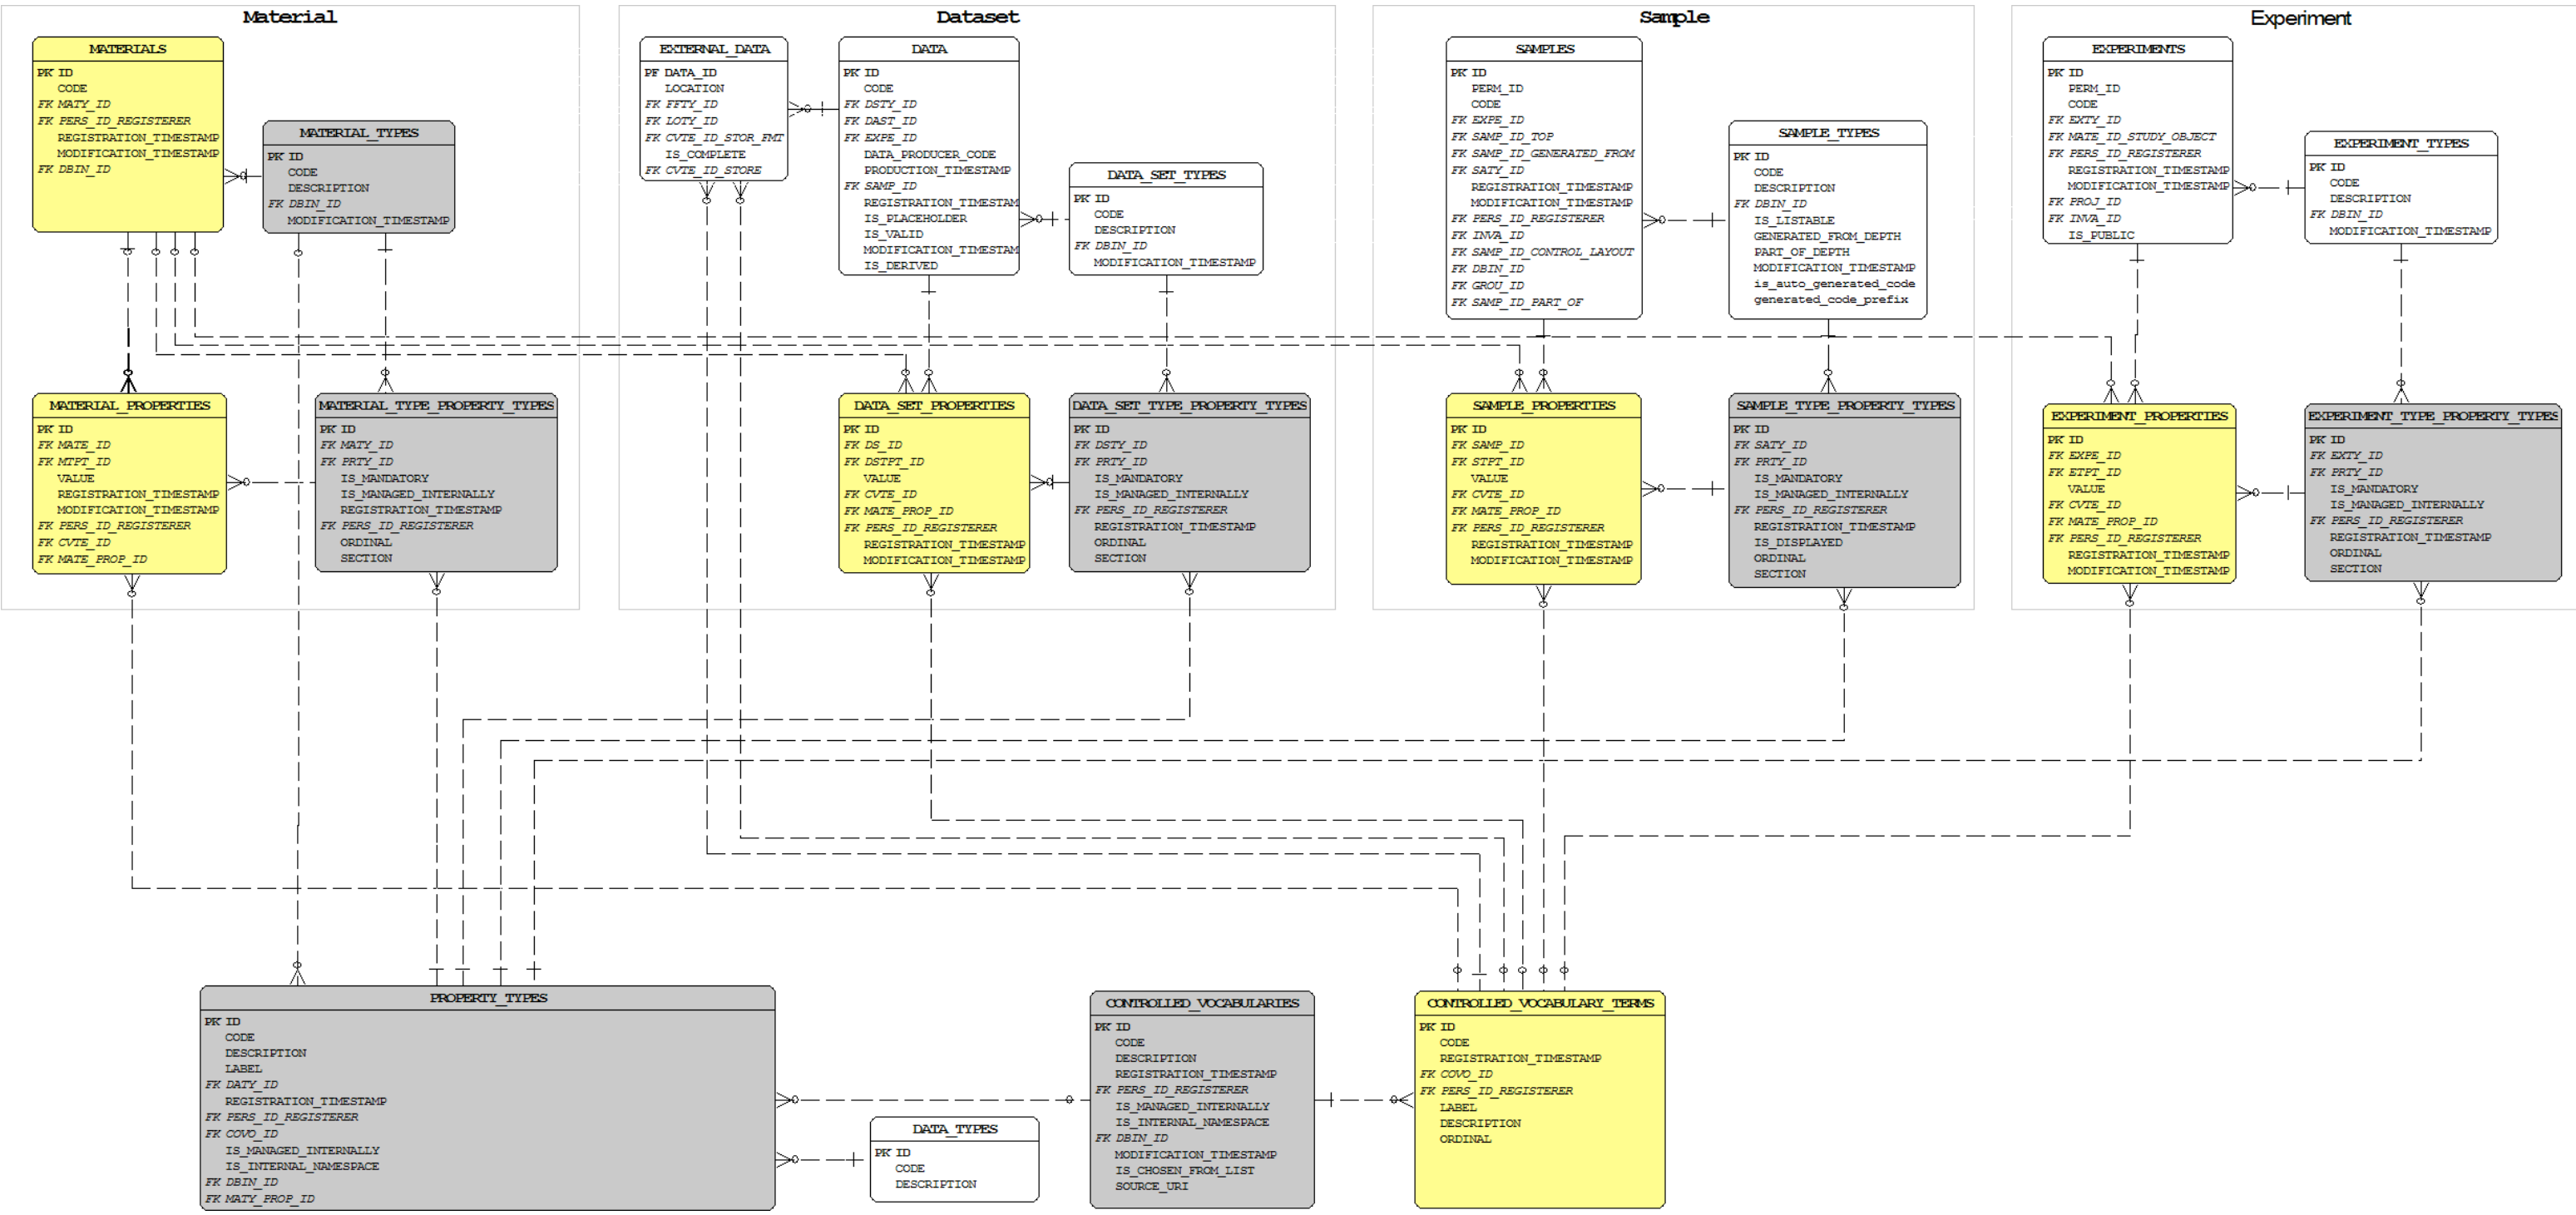 Material
MATERIALS
PK ID
CODE
FK MATY_ID
FK PERS_ID_REGISTERER
REGISTRATION_TIMESTAMP
MODIFICATION_TIMESTAMP
FK DBIN_ID
MATERIAL_TYPES
PK ID
CODE
DESCRIPTION
FK DBIN_ID
MODIFICATION_TIMESTAMP
MATERIAL_PROPERTIES
PK ID
FK MATE_ID
FK MTPT_ID
VALUE
REGISTRATION_TIMESTAMP
MODIFICATION_TIMESTAMP
FK PERS_ID_REGISTERER
FK CVTE_ID
FK MATE_PROP_ID
MATERIAL_TYPE_PROPERTY_TYPES
PK ID
FK MATY_ID
FK PRTY_ID
IS_MANDATORY
IS_MANAGED_INTERNALLY
REGISTRATION_TIMESTAMP
FK PERS_ID_REGISTERER
ORDINAL
SECTION
Dataset
EXTERNAL_DATA
PF DATA_ID
LOCATION
FK FFTY_ID
FK LOTY_ID
FK CVTE_ID_STOR_FMT
IS_COMPLETE
FK CVTE_ID_STORE
DATA
PK ID
CODE
FK DSTY_ID
FK DAST_ID
FK EXPE_ID
DATA_PRODUCER_CODE
PRODUCTION_TIMESTAMP
FK SAMP_ID
REGISTRATION_TIMESTAM
IS_PLACEHOLDER
IS_VALID
MODIFICATION_TIMESTAM
IS_DERIVED
DATA_SET_TYPES
PK ID
CODE
DESCRIPTION
FK DBIN_ID
MODIFICATION_TIMESTAMP
DATA_SET_PROPERTIES
PK ID
FK DS_ID
FK DSTPT_ID
VALUE
FK CVTE_ID
FK MATE_PROP_ID
FK PERS_ID_REGISTERER
REGISTRATION_TIMESTAMP
MODIFICATION_TIMESTAMP
DATA_SET_TYPE_PROPERTY_TYPES
PK ID
FK DSTY_ID
FK PRTY_ID
IS_MANDATORY
IS_MANAGED_INTERNALLY
FK PERS_ID_REGISTERER
REGISTRATION_TIMESTAMP
ORDINAL
SECTION
Sample
SAMPLES
PK ID
PERM_ID
CODE
FK EXPE_ID
FK SAMP_ID_TOP
FK SAMP_ID_GENERATED_FROM
FK SATY_ID
REGISTRATION_TIMESTAMP
MODIFICATION_TIMESTAMP
FK PERS_ID_REGISTERER
FK INVA_ID
FK SAMP_ID_CONTROL_LAYOUT
FK DBIN_ID
FK GROU_ID
FK SAMP_ID_PART_OF
SAMPLE_TYPES
PK ID
CODE
DESCRIPTION
FK DBIN_ID
IS_LISTABLE
GENERATED_FROM_DEPTH
PART_OF_DEPTH
MODIFICATION_TIMESTAMP
is_auto_generated_code
generated_code_prefix
SAMPLE_PROPERTIES
PK ID
FK SAMP_ID
FK STPT_ID
VALUE
FK CVTE_ID
FK MATE_PROP_ID
FK PERS_ID_REGISTERER
REGISTRATION_TIMESTAMP
MODIFICATION_TIMESTAMP
SAMPLE_TYPE_PROPERTY_TYPES
PK ID
FK SATY_ID
FK PRTY_ID
IS_MANDATORY
IS_MANAGED_INTERNALLY
FK PERS_ID_REGISTERER
REGISTRATION_TIMESTAMP
IS_DISPLAYED
ORDINAL
SECTION
Experiment
EXPERIMENTS
PK ID
PERM_ID
CODE
FK EXTY_ID
FK MATE_ID_STUDY_OBJECT
FK PERS_ID_REGISTERER
REGISTRATION_TIMESTAMP
MODIFICATION_TIMESTAMP
FK PROJ_ID
FK INVA_ID
IS_PUBLIC
EXPERIMENT_TYPES
PK ID
CODE
DESCRIPTION
FK DBIN_ID
MODIFICATION_TIMESTAMP
EXPERIMENT_PROPERTIES
PK ID
FK EXPE_ID
FK ETPT_ID
VALUE
FK CVTE_ID
FK MATE_PROP_ID
FK PERS_ID_REGISTERER
REGISTRATION_TIMESTAMP
MODIFICATION_TIMESTAMP
EXPERIMENT_TYPE_PROPERTY_TYPES
PK ID
FK EXTY_ID
FK PRTY_ID
IS_MANDATORY
IS_MANAGED_INTERNALLY
FK PERS_ID_REGISTERER
REGISTRATION_TIMESTAMP
ORDINAL
SECTION
PROPERTY_TYPES
PK ID
CODE
DESCRIPTION
LABEL
FK DATY_ID
REGISTRATION_TIMESTAMP
FK PERS_ID_REGISTERER
FK COVO_ID
IS_MANAGED_INTERNALLY
IS_INTERNAL_NAMESPACE
FK DBIN_ID
FK MATY_PROP_ID
DATA_TYPES
PK ID
CODE
DESCRIPTION
CONTROLLED_VOCABULARIES
PK ID
CODE
DESCRIPTION
REGISTRATION_TIMESTAMP
FK PERS_ID_REGISTERER
IS_MANAGED_INTERNALLY
IS_INTERNAL_NAMESPACE
FK DBIN_ID
MODIFICATION_TIMESTAMP
IS_CHOSEN_FROM_LIST
SOURCE_URI
CONTROLLED_VOCABULARY_TERMS
PK ID
CODE
REGISTRATION_TIMESTAMP
FK COVO_ID
FK PERS_ID_REGISTERER
LABEL
DESCRIPTION
ORDINAL